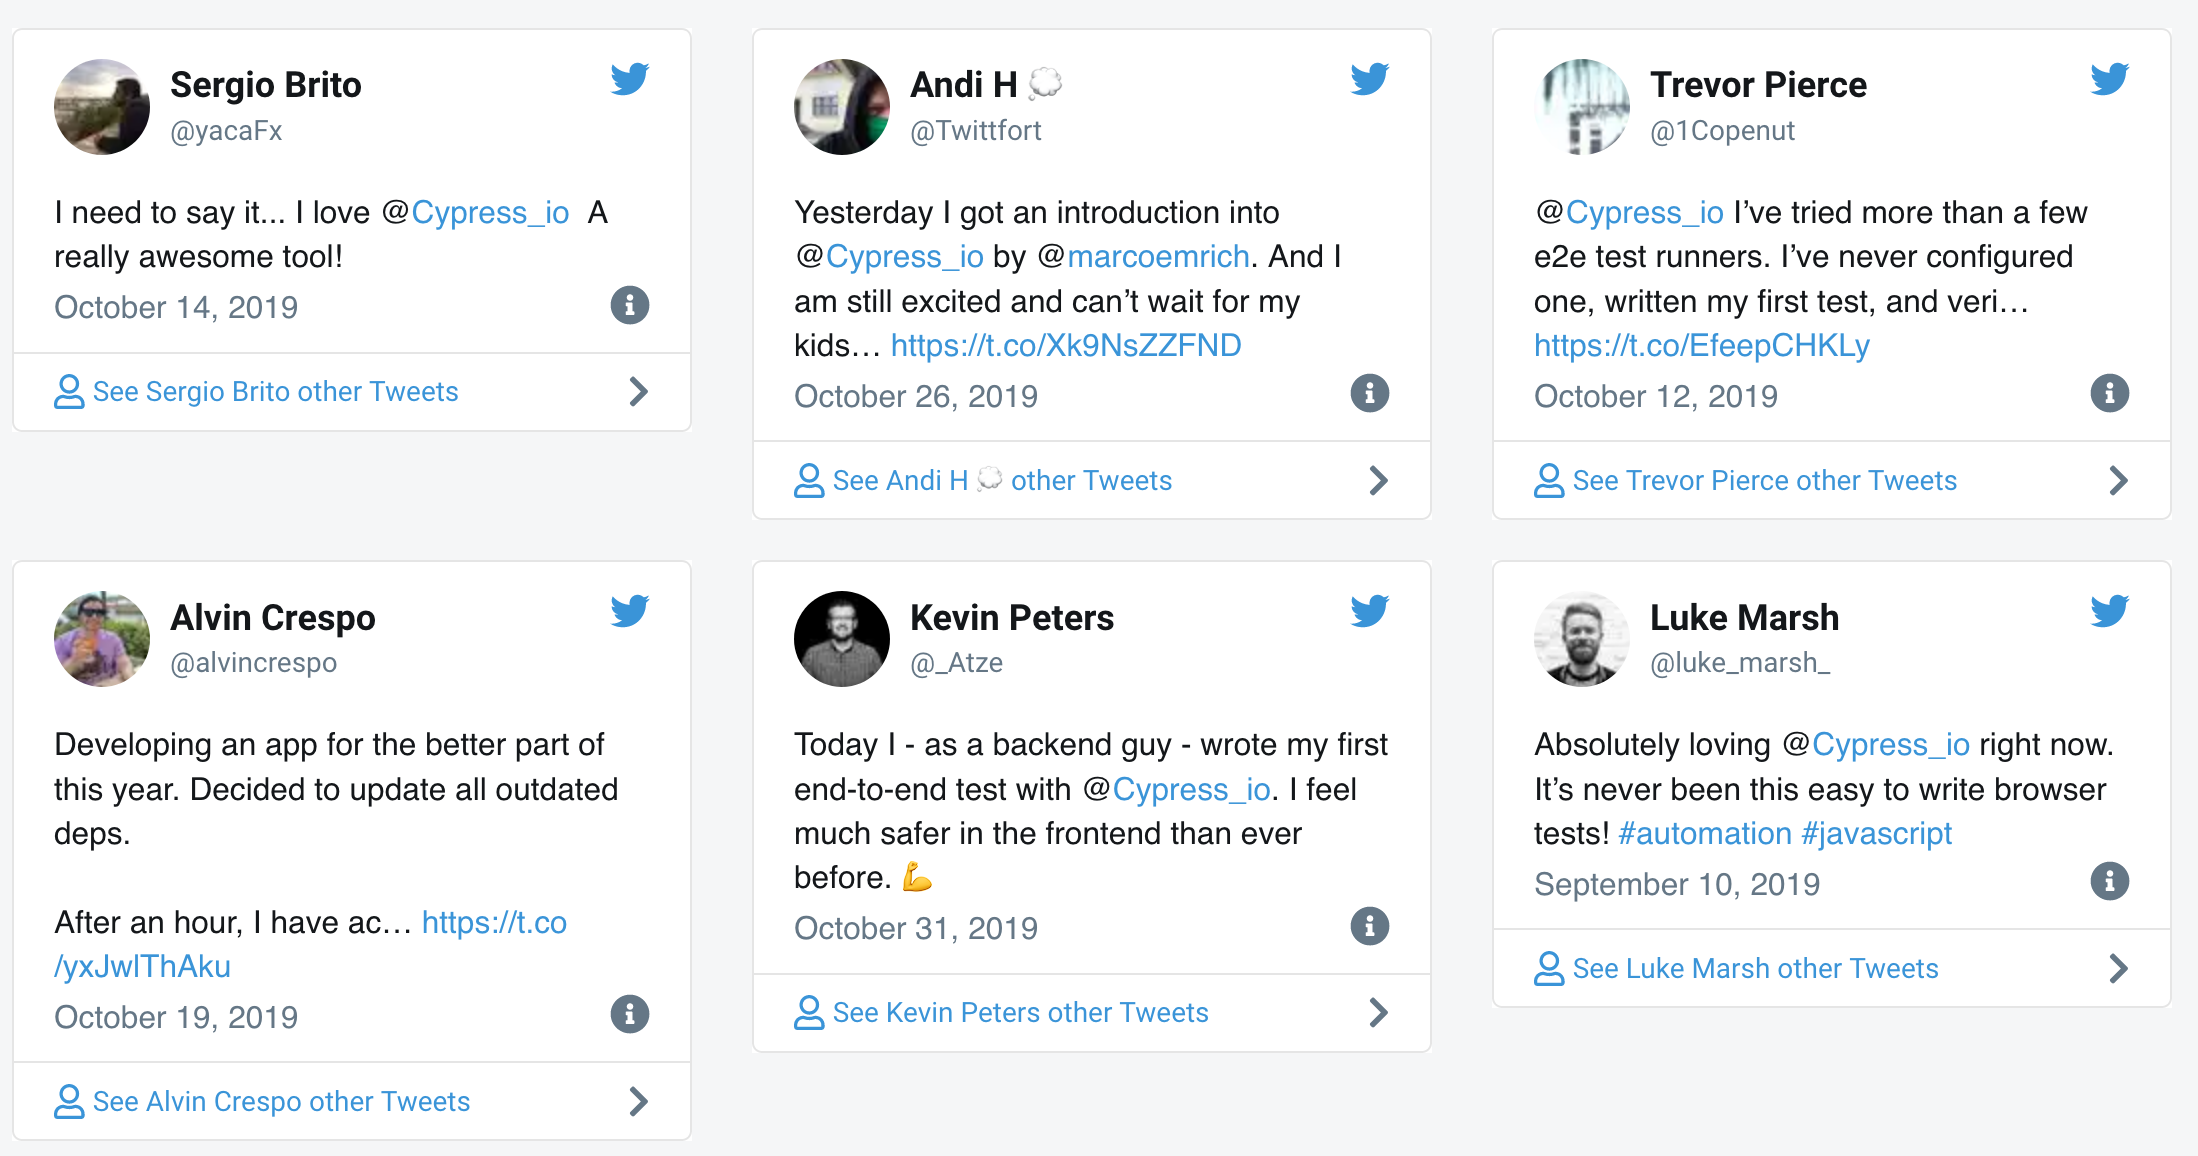 Sergio Brito
@yacaFx
I need to say it... I love @Cypress_io  A
really awesome tool!
October 14, 2019
See Sergio Brito other Tweets
Andi H 💭
@Twittfort
Yesterday I got an introduction into
@Cypress_io by @marcoemrich. And I
am still excited and can’t wait for my
kids… https://t.co/Xk9NsZZFND
October 26, 2019
See Andi H 💭 other Tweets
Trevor Pierce
@1Copenut
@Cypress_io I’ve tried more than a few
e2e test runners. I’ve never configured
one, written my first test, and veri…
https://t.co/EfeepCHKLy
October 12, 2019
See Trevor Pierce other Tweets
Alvin Crespo
@alvincrespo
Developing an app for the better part of
this year. Decided to update all outdated
deps.
After an hour, I have ac… https://t.co
/yxJwlThAku
October 19, 2019
See Alvin Crespo other Tweets
Kevin Peters
@_Atze
Today I - as a backend guy - wrote my first
end-to-end test with @Cypress_io. I feel
much safer in the frontend than ever
before. 💪
October 31, 2019
See Kevin Peters other Tweets
Luke Marsh
@luke_marsh_
Absolutely loving @Cypress_io right now.
It’s never been this easy to write browser
tests! #automation #javascript
September 10, 2019
See Luke Marsh other Tweets